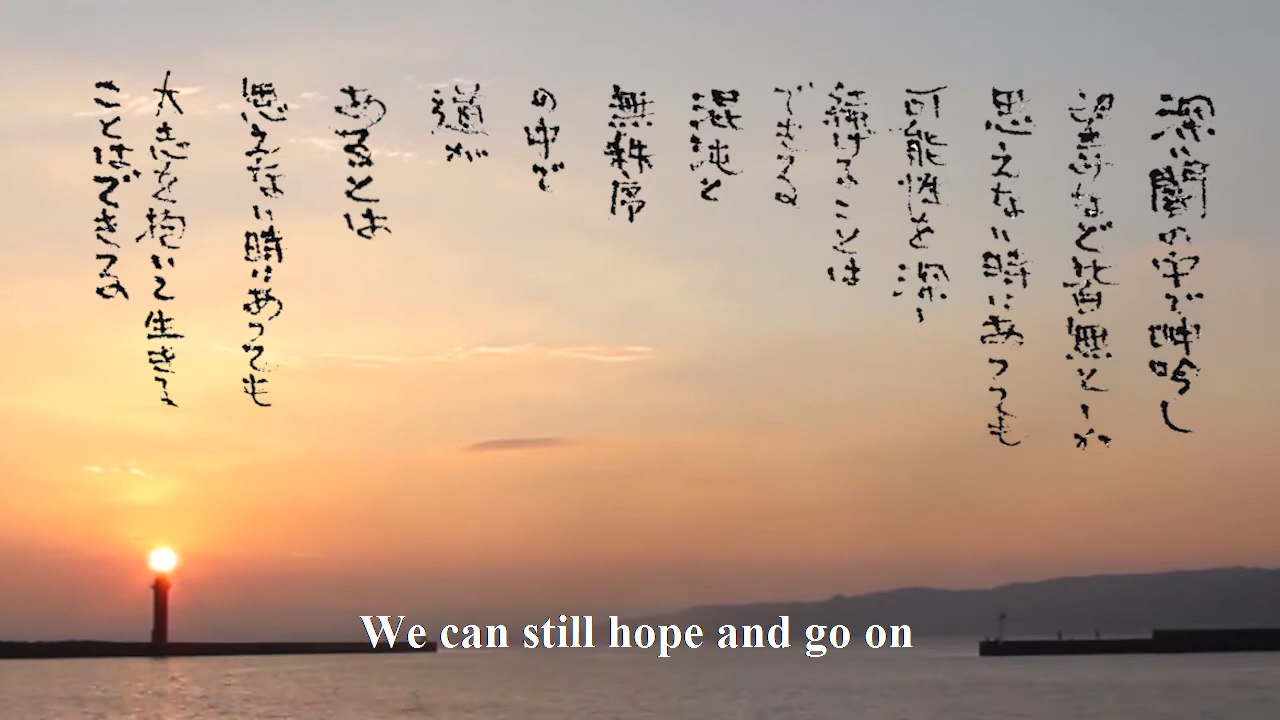 深い闇の中で呻吟し
望みなど皆無としか
思えない時にあっても
可能性を探し
続けることは
できる
混沌と
無秩序
の中で
道が
あるとは
思えない時にあっても
大志を抱いて生きる
ことはできる
We can still hope and go on